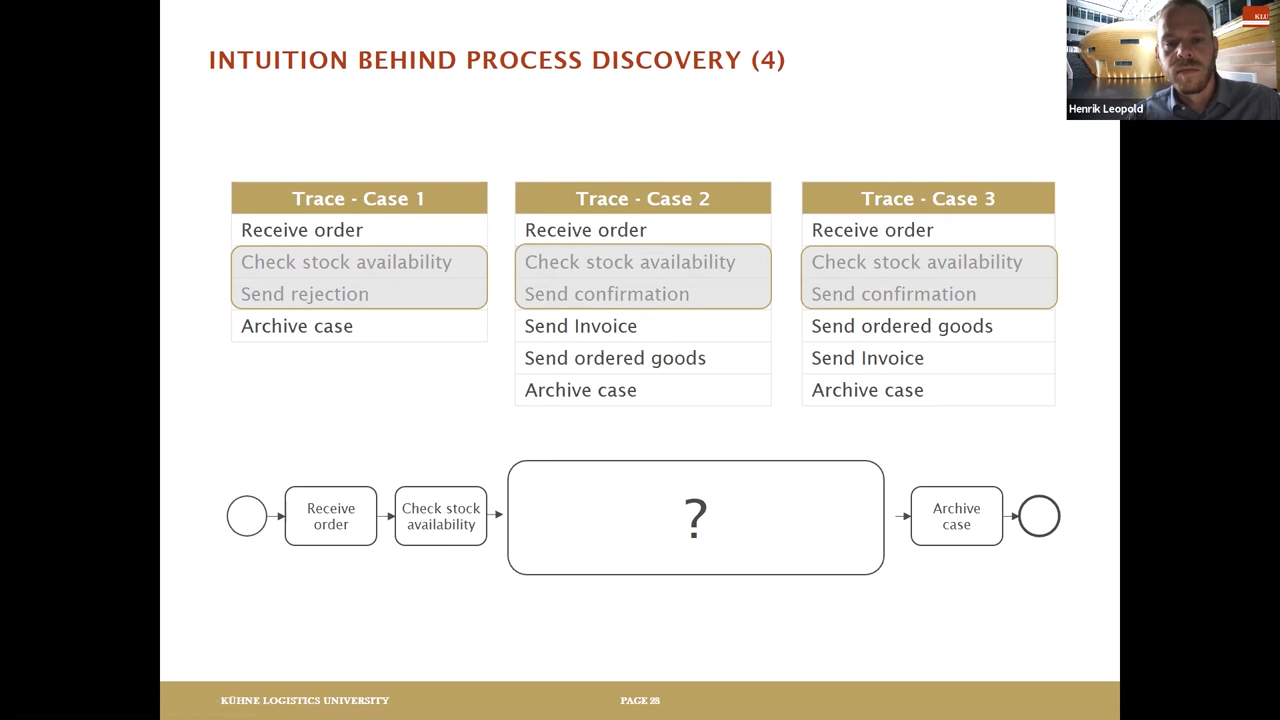 INTUITION BEHIND PROCESS DISCOVERY (4)
KLU
Henrik Leopold
Trace - Case 1
Receive order
Check stock availability
Send rejection
Archive case
Trace - Case 2
Receive order
Check stock availability
Send confirmation
Send Invoice
Send ordered goods
Archive case
Trace - Case 3
Receive order
Check stock availability
Send confirmation
Send ordered goods
Send Invoice
Archive case
Receive
order
Check stock
availability
?
Archive
case
KÜHNE LOGISTICS UNIVERSITY
PAGE 28